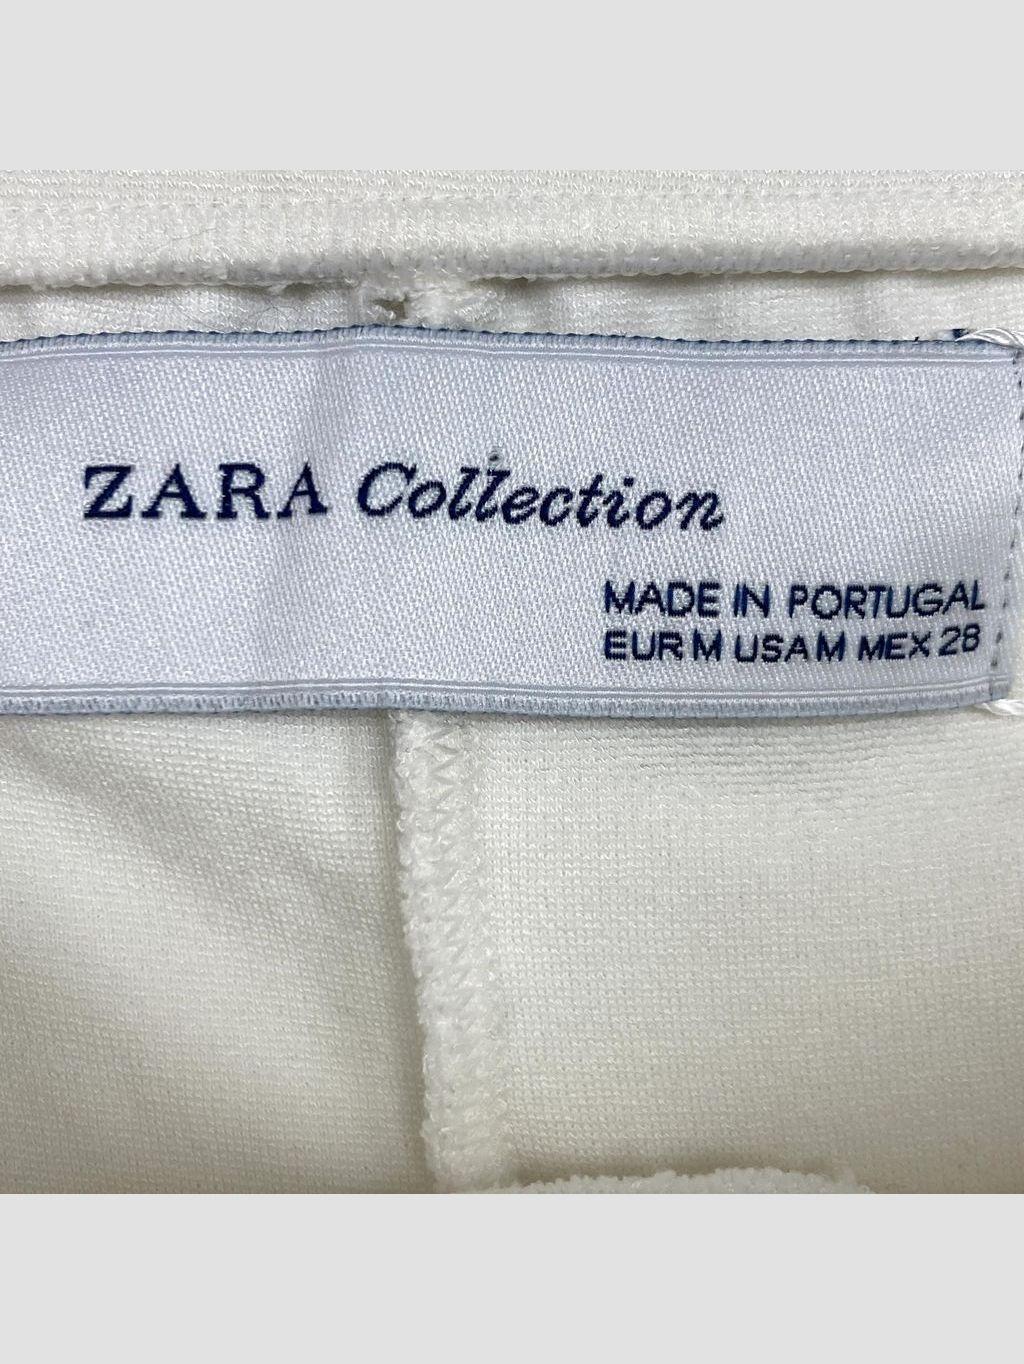 ZARA Collection
MADE IN PORTUGAL
EUR M USA M MEX 28